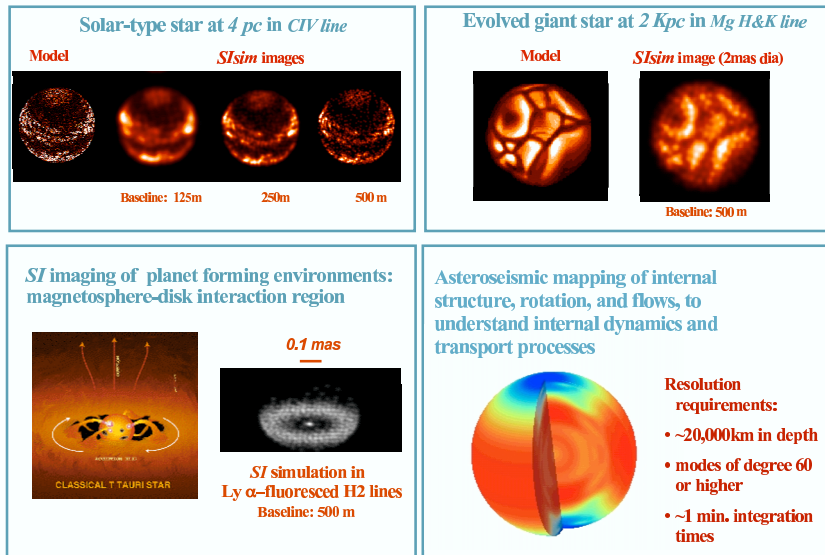 Solar-type star at 4 pc in CIV line
Model
SIsim images
Baseline: 125m
250m
500 m
Evolved giant star at 2 Kpc in Mg H&K line
Model
SIsim image (2mas dia)
Baseline: 500 m
SI imaging of planet forming environments:
magnetosphere-disk interaction region
0.1 mas
CLASSICAL T TAURI STAR
SI simulation in
Ly α–fluoresced H2 lines
Baseline: 500 m
Asteroseismic mapping of internal
structure, rotation, and flows, to
understand internal dynamics and
transport processes
Resolution
requirements:
• ~20,000km in depth
• modes of degree 60
or higher
• ~1 min. integration
times